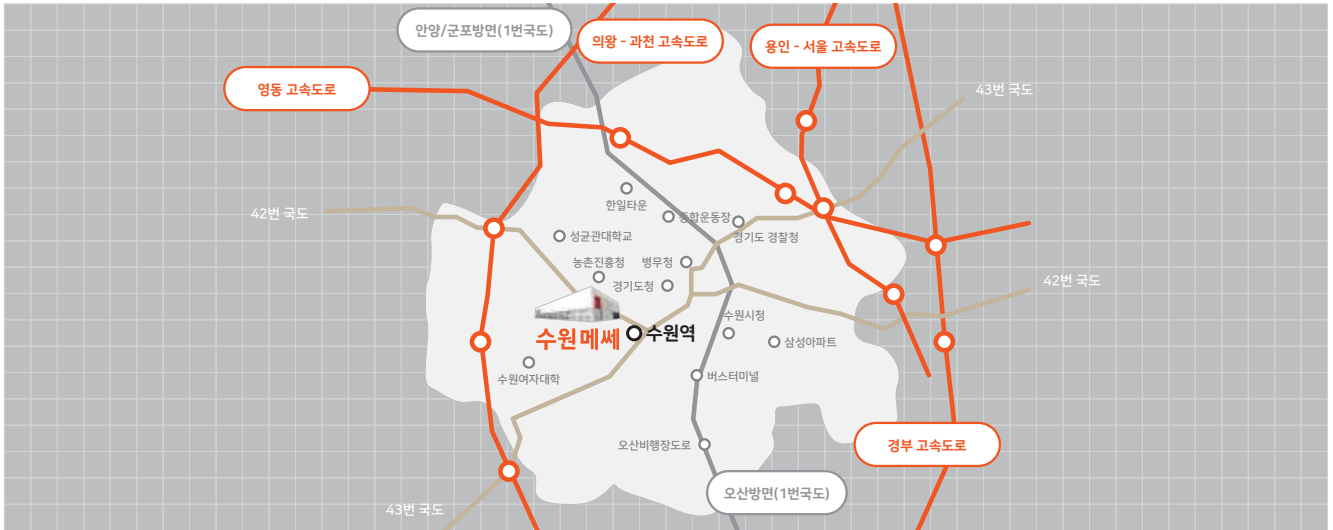 안양/군포방면(1번국도)
의왕 - 과천 고속도로
용인 - 서울 고속도로
영동 고속도로
43번 국도
한일타운
42번 국도
종합운동장
성균관대학교
경기도 경찰청
농촌진흥청
병무청
경기도청
42번 국도
수원시청
수원메쎄
수원역
삼성아파트
수원여자대학
버스터미널
오산비행장도로
경부 고속도로
오산방면(1번국도)
43번 국도